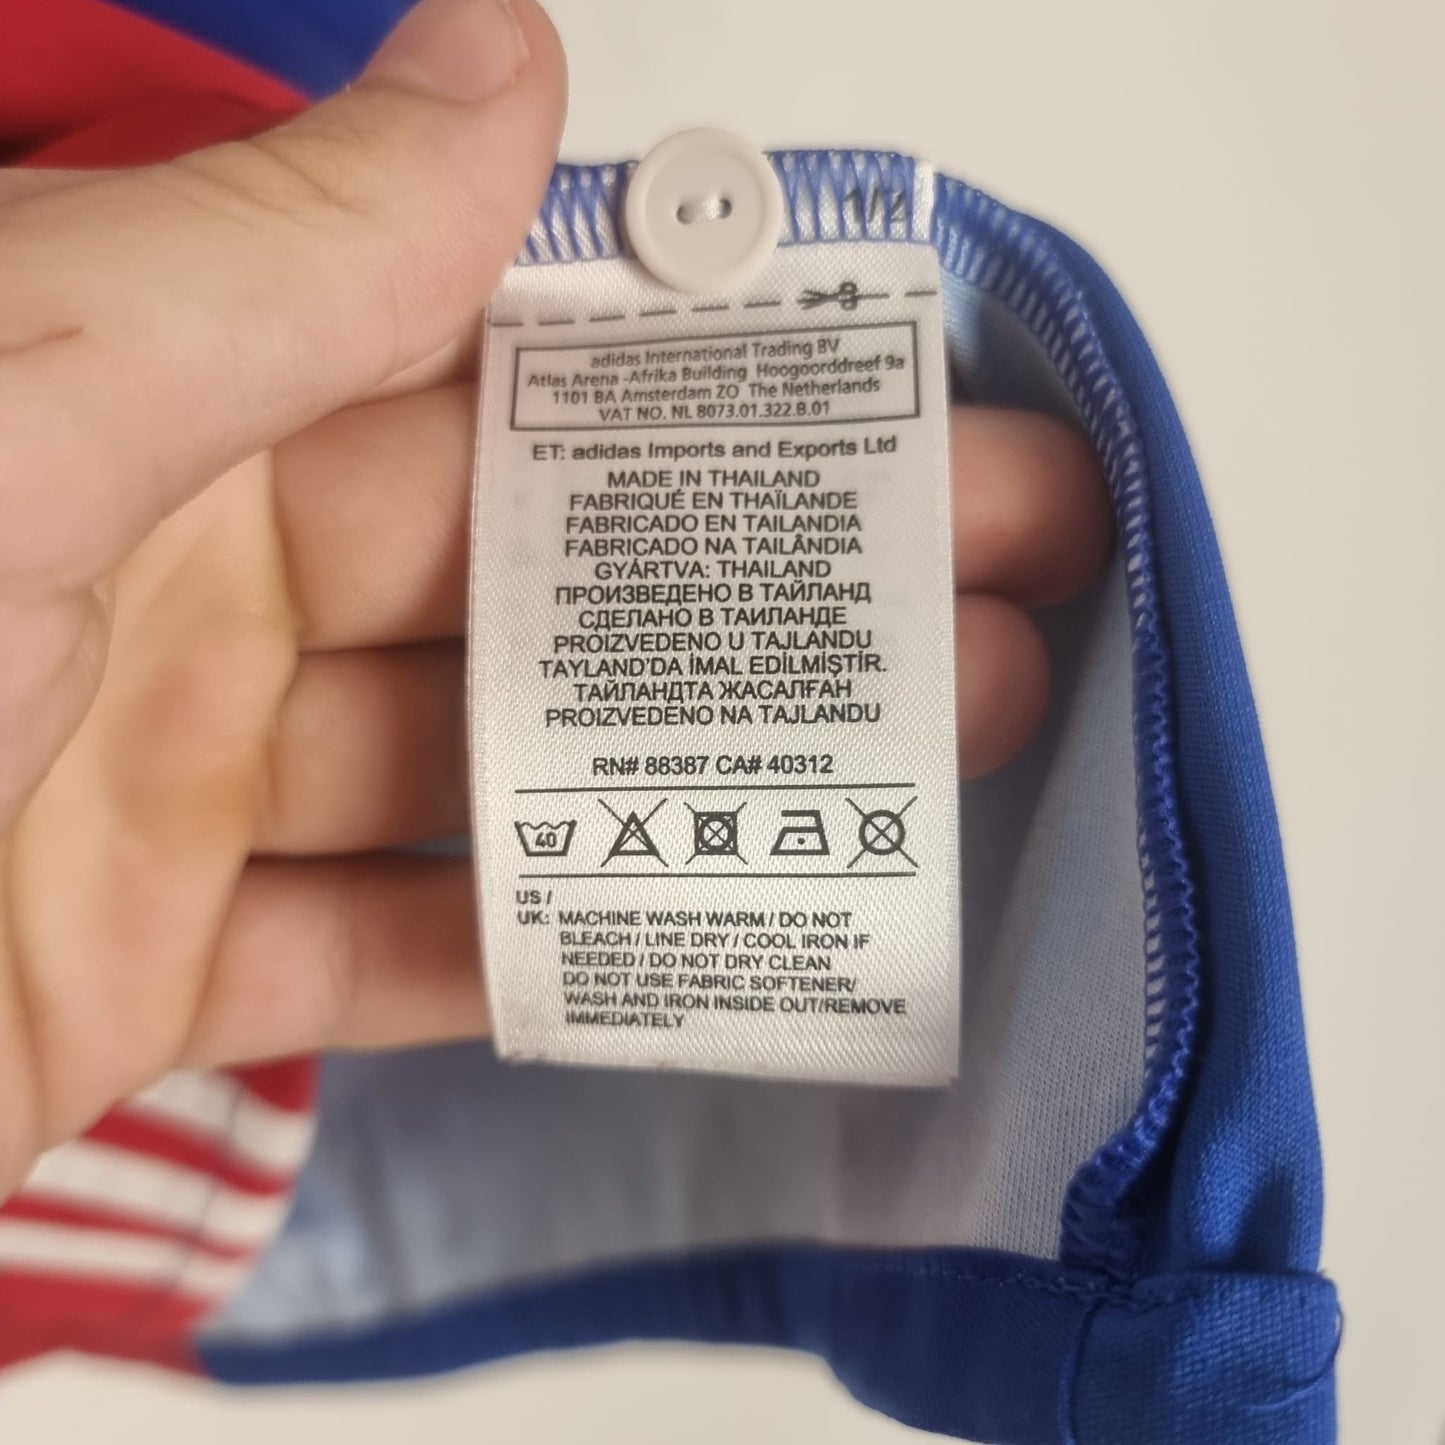 1/2
adidas International Trading BV
Atlas Arena -Afrika Building Hoogoorddreef 9a
1101 BA Amsterdam ZO The Netherlands
VAT NO. NL 8073.01.322.B.01
ET: adidas Imports and Exports Ltd
MADE IN THAILAND
FABRIQUÉ EN THAÏLANDE
FABRICADO EN TAILANDIA
FABRICADO NA TAILÂNDIA
GYÁRTVA: THAILAND
ПРОИЗВЕДЕНО В ТАЙЛАНД
СДЕЛАНО В ТАИЛАНДЕ
PROIZVEDENO U TAJLANDU
TAYLAND'DA İMAL EDİLMİŞTİR.
ТАЙЛАНДТА ЖАСАЛҒАН
PROIZVEDENO NA TAJLANDU
RN# 88387 CA# 40312
40
US /
UK: MACHINE WASH WARM / DO NOT
BLEACH / LINE DRY / COOL IRON IF
NEEDED / DO NOT DRY CLEAN
DO NOT USE FABRIC SOFTENER/
WASH AND IRON INSIDE OUT/REMOVE
IMMEDIATELY